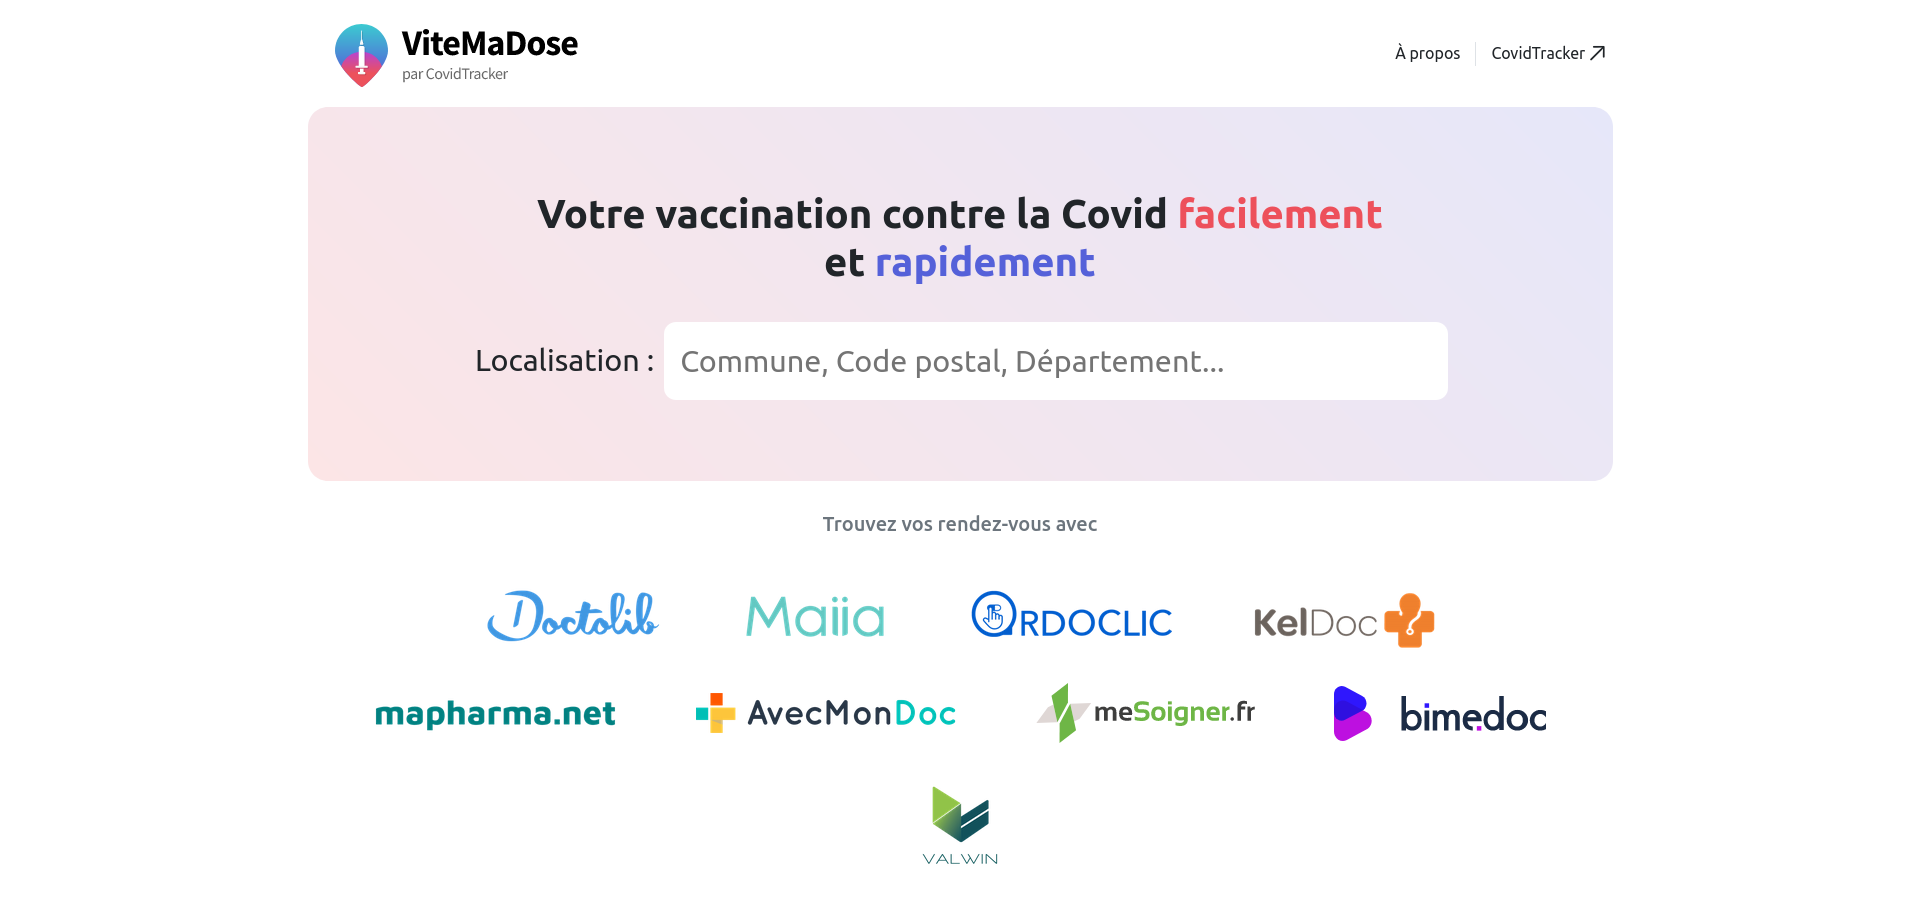 ViteMaDose
par CovidTracker
À propos
CovidTracker
Votre vaccination contre la Covid facilement
et rapidement
Localisation :
Commune, Code postal, Département...
Trouvez vos rendez-vous avec
Doctolib
Maiia
ORDOCLIC
KelDoc
mapharma.net
AvecMonDoc
meSoigner.fr
bimedoc
VALWIN